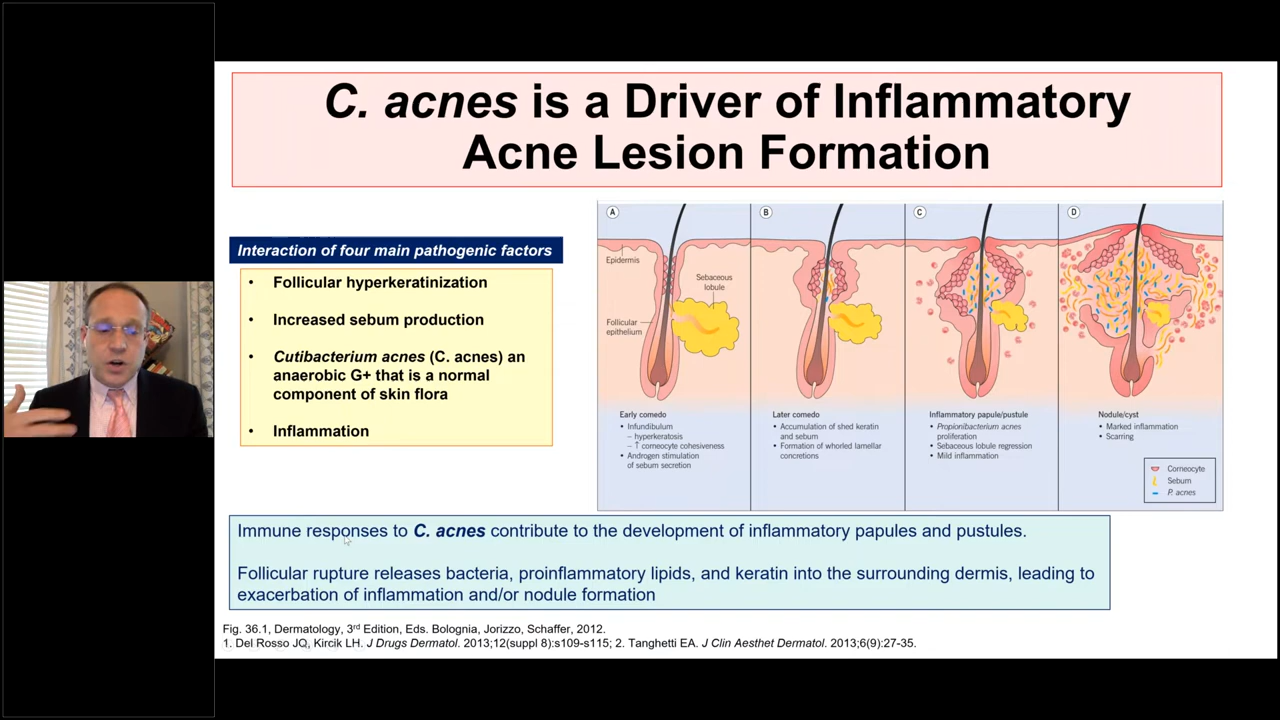 C. acnes is a Driver of Inflammatory
Acne Lesion Formation
Interaction of four main pathogenic factors
• Follicular hyperkeratinization
• Increased sebum production
• Cutibacterium acnes (C. acnes) an
anaerobic G+ that is a normal
component of skin flora
• Inflammation
A
Epidermis
Sebaceous
lobule
Follicular
epithelium
Early comedo
• Infundibulum
– hyperkeratosis
– ↑ corneocyte cohesiveness
• Androgen stimulation
of sebum secretion
B
Later comedo
• Accumulation of shed keratin
and sebum
• Formation of whorled lamellar
concretions
C
Inflammatory papule/pustule
• Propionibacterium acnes
proliferation
• Sebaceous lobule regression
• Mild inflammation
D
Nodule/cyst
• Marked inflammation
• Scarring
Corneocyte
Sebum
P. acnes
Immune responses to C. acnes contribute to the development of inflammatory papules and pustules.
Follicular rupture releases bacteria, proinflammatory lipids, and keratin into the surrounding dermis, leading to
exacerbation of inflammation and/or nodule formation
Fig. 36.1, Dermatology, 3rd Edition, Eds. Bolognia, Jorizzo, Schaffer, 2012.
1. Del Rosso JQ, Kircik LH. J Drugs Dermatol. 2013;12(suppl 8):s109-s115; 2. Tanghetti EA. J Clin Aesthet Dermatol. 2013;6(9):27-35.